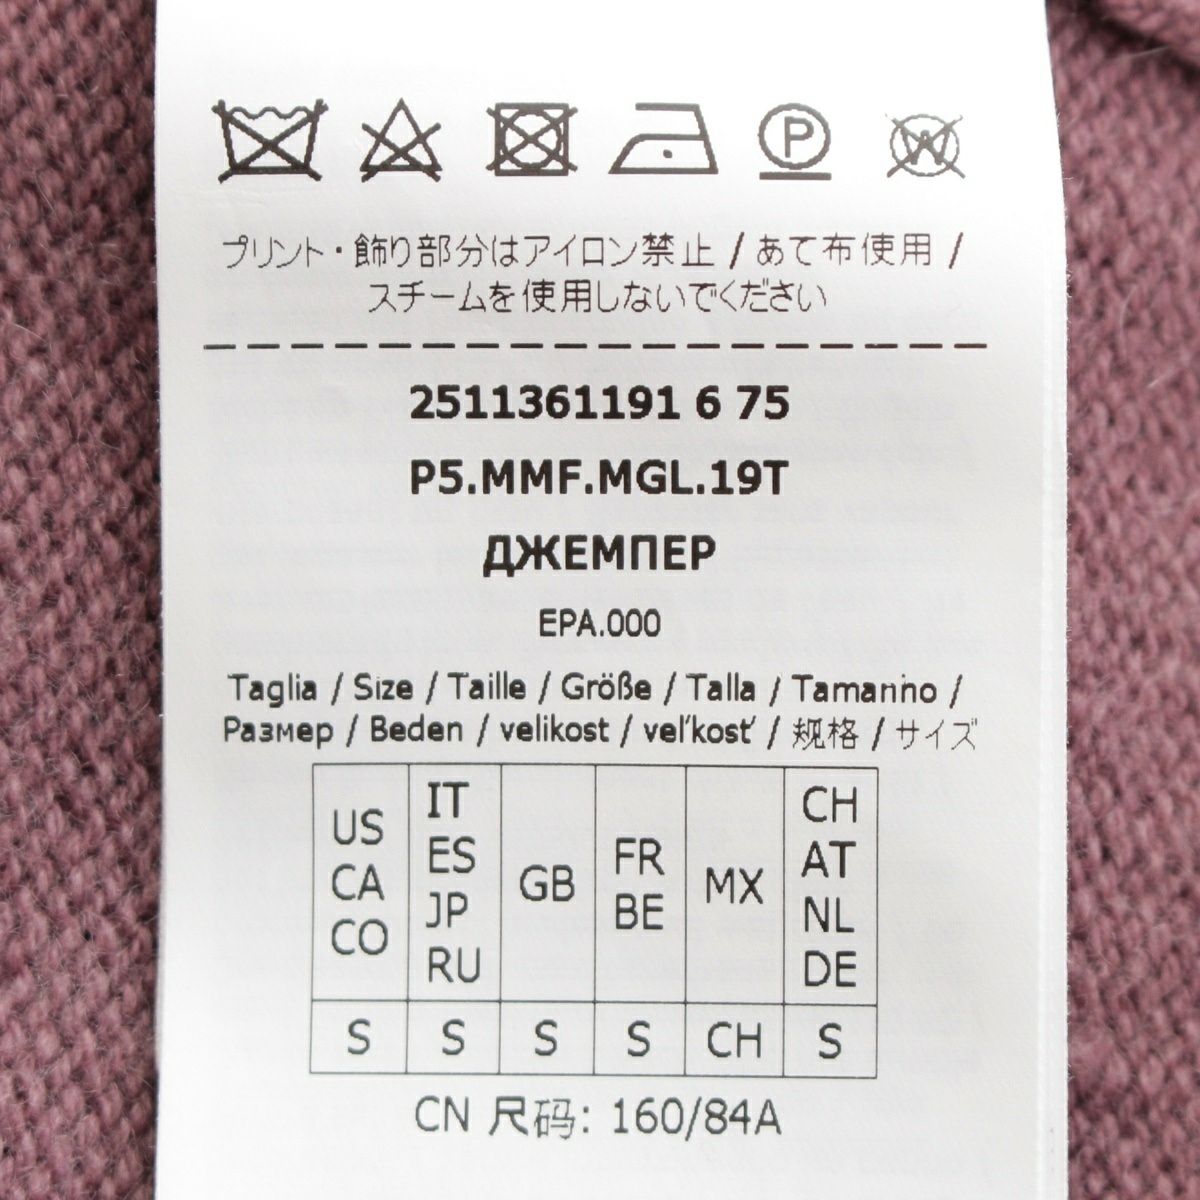 P
W
プリント・飾り部分はアイロン禁止 / あて布使用 /
スチームを使用しないでください
2511361191 6 75
P5.MMF.MGL.19T
ДЖЕМПЕР
EPA.000
Taglia / Size / Taille / Größe / Talla / Tamanho /
Размер / Beden / velikost / veľkosť / 规格 / サイズ
US CA CO
IT ES JP RU
GB
FR BE
MX
CH AT NL DE
S S S S CH S
CN 尺码: 160/84A